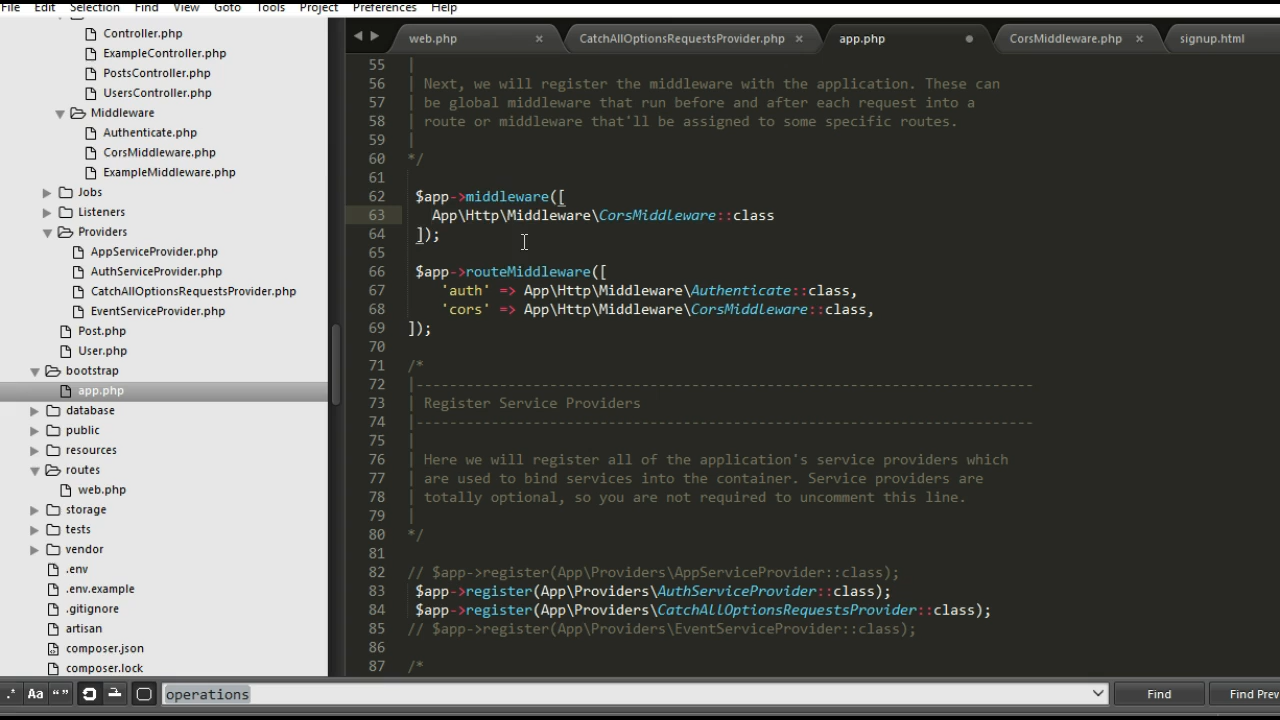 File Edit Selection Find View Goto Tools Project Preferences Help
web.php × CatchAllOptionsRequestsProvider.php × app.php CorsMiddleware.php × signup.html
Controller.php
ExampleController.php
PostsController.php
UsersController.php
Middleware
Authenticate.php
CorsMiddleware.php
ExampleMiddleware.php
Jobs
Listeners
Providers
AppServiceProvider.php
AuthServiceProvider.php
CatchAllOptionsRequestsProvider.php
EventServiceProvider.php
Post.php
User.php
bootstrap
app.php
database
public
resources
routes
web.php
storage
tests
vendor
.env
.env.example
.gitignore
artisan
composer.json
composer.lock
55 |
56 | Next, we will register the middleware with the application. These can
57 | be global middleware that run before and after each request into a
58 | route or middleware that'll be assigned to some specific routes.
59 |
60 */
61
62 $app->middleware([
63 App\Http\Middleware\CorsMiddleware::class
64 ]);
65
66 $app->routeMiddleware([
67 'auth' => App\Http\Middleware\Authenticate::class,
68 'cors' => App\Http\Middleware\CorsMiddleware::class,
69 ]);
70
71 /*
72 |--------------------------------------------------------------------------
73 | Register Service Providers
74 |--------------------------------------------------------------------------
75 |
76 | Here we will register all of the application's service providers which
77 | are used to bind services into the container. Service providers are
78 | totally optional, so you are not required to uncomment this line.
79 |
80 */
81
82 // $app->register(App\Providers\AppServiceProvider::class);
83 $app->register(App\Providers\AuthServiceProvider::class);
84 $app->register(App\Providers\CatchAllOptionsRequestsProvider::class);
85 // $app->register(App\Providers\EventServiceProvider::class);
86
87 /*
.* Aa “ ” operations Find Find Prev